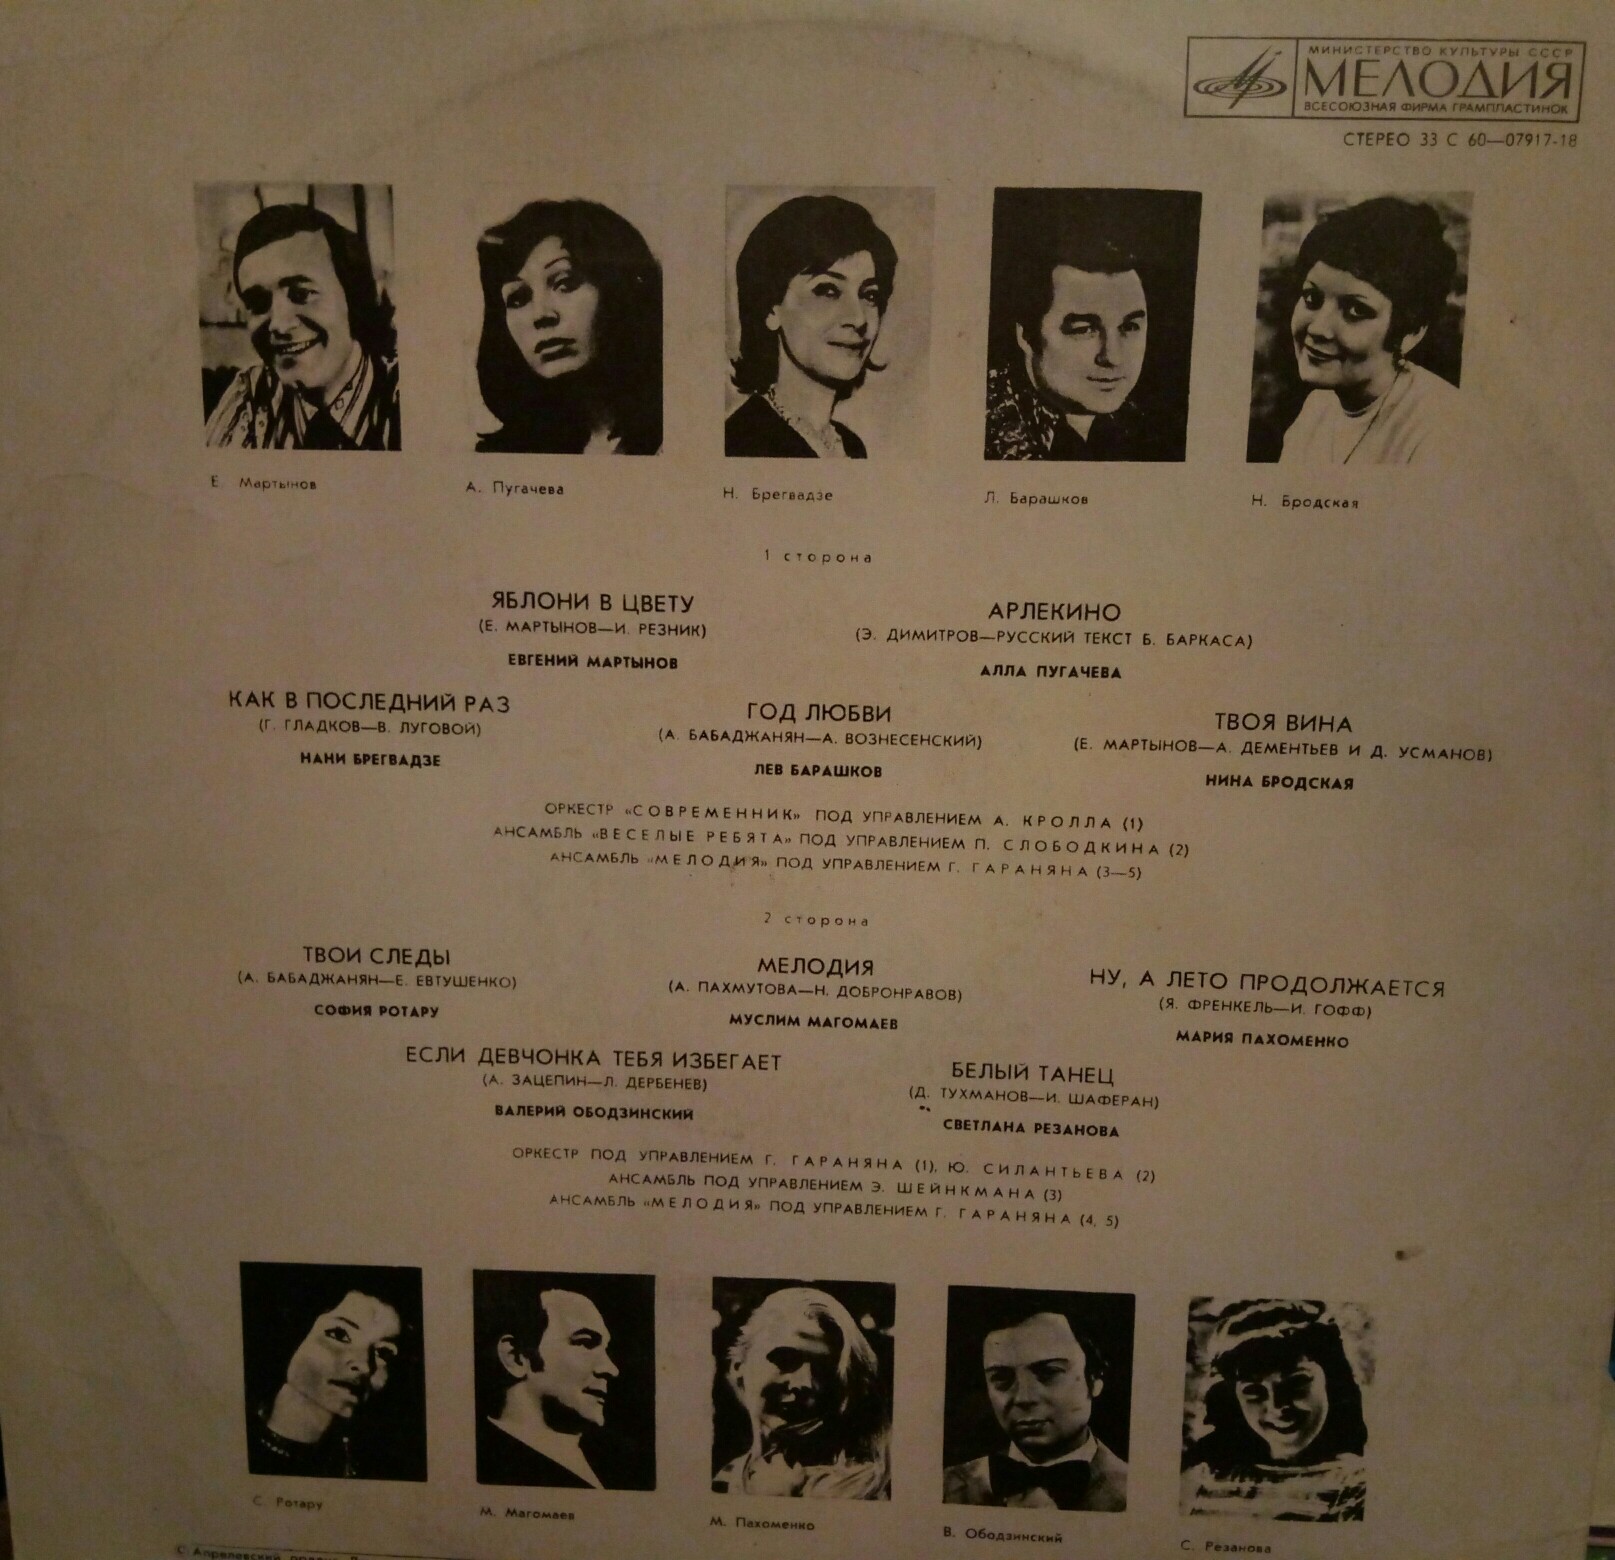 МИНИСТЕРСТВО КУЛЬТУРЫ СССР
МЕЛОДИЯ
ВСЕСОЮЗНАЯ ФИРМА ГРАМПЛАСТИНОК
СТЕРЕО 33 С 60—07917-18
Е. Мартынов
А. Пугачева
Н. Брегвадзе
Л. Барашков
Н. Бродская
1 сторона
ЯБЛОНИ В ЦВЕТУ
(Е. МАРТЫНОВ—И. РЕЗНИК)
ЕВГЕНИЙ МАРТЫНОВ
АРЛЕКИНО
(Э. ДИМИТРОВ—РУССКИЙ ТЕКСТ Б. БАРКАСА)
АЛЛА ПУГАЧЕВА
КАК В ПОСЛЕДНИЙ РАЗ
(Г. ГЛАДКОВ—В. ЛУГОВОЙ)
НАНИ БРЕГВАДЗЕ
ГОД ЛЮБВИ
(А. БАБАДЖАНЯН—А. ВОЗНЕСЕНСКИЙ)
ЛЕВ БАРАШКОВ
ТВОЯ ВИНА
(Е. МАРТЫНОВ—А. ДЕМЕНТЬЕВ И Д. УСМАНОВ)
НИНА БРОДСКАЯ
ОРКЕСТР «СОВРЕМЕННИК» ПОД УПРАВЛЕНИЕМ А. КРОЛЛА (1)
АНСАМБЛЬ «ВЕСЕЛЫЕ РЕБЯТА» ПОД УПРАВЛЕНИЕМ П. СЛОБОДКИНА (2)
АНСАМБЛЬ «МЕЛОДИЯ» ПОД УПРАВЛЕНИЕМ Г. ГАРАНЯНА (3—5)
2 сторона
ТВОИ СЛЕДЫ
(А. БАБАДЖАНЯН—Е. ЕВТУШЕНКО)
СОФИЯ РОТАРУ
МЕЛОДИЯ
(А. ПАХМУТОВА—Н. ДОБРОНРАВОВ)
МУСЛИМ МАГОМАЕВ
НУ, А ЛЕТО ПРОДОЛЖАЕТСЯ
(Я. ФРЕНКЕЛЬ—И. ГОФФ)
МАРИЯ ПАХОМЕНКО
ЕСЛИ ДЕВЧОНКА ТЕБЯ ИЗБЕГАЕТ
(А. ЗАЦЕПИН—Л. ДЕРБЕНЕВ)
ВАЛЕРИЙ ОБОДЗИНСКИЙ
БЕЛЫЙ ТАНЕЦ
(Д. ТУХМАНОВ—И. ШАФЕРАН)
СВЕТЛАНА РЕЗАНОВА
ОРКЕСТР ПОД УПРАВЛЕНИЕМ Г. ГАРАНЯНА (1), Ю. СИЛАНТЬЕВА (2)
АНСАМБЛЬ ПОД УПРАВЛЕНИЕМ Э. ШЕЙНКМАНА (3)
АНСАМБЛЬ «МЕЛОДИЯ» ПОД УПРАВЛЕНИЕМ Г. ГАРАНЯНА (4, 5)
С. Ротару
М. Магомаев
М. Пахоменко
В. Ободзинский
С. Резанова
Апрелевский